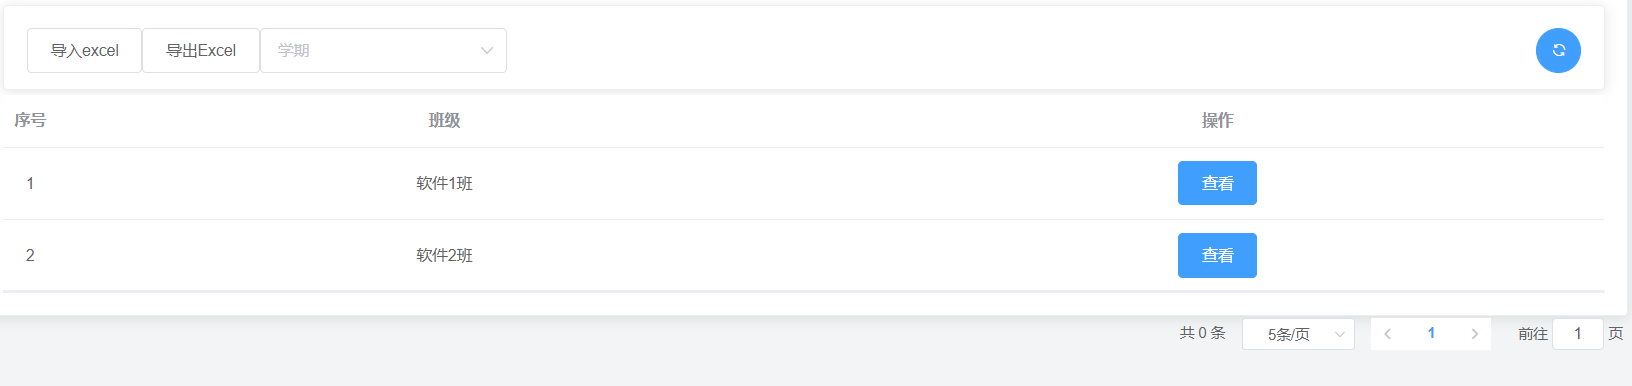 导入excel 导出Excel 学期
序号 班级 操作
1 软件1班 查看
2 软件2班 查看
共 0 条 5条/页 1 前往 1 页